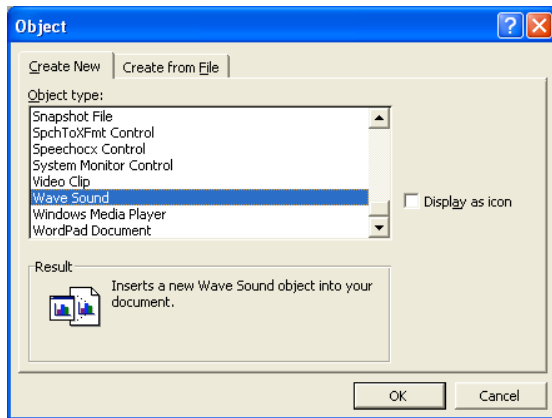 Object
Create New
Create from File
Object type:
Snapshot File
SpchToXFmt Control
Speechocx Control
System Monitor Control
Video Clip
Wave Sound
Windows Media Player
WordPad Document
Display as icon
Result
Inserts a new Wave Sound object into your
document.
OK
Cancel